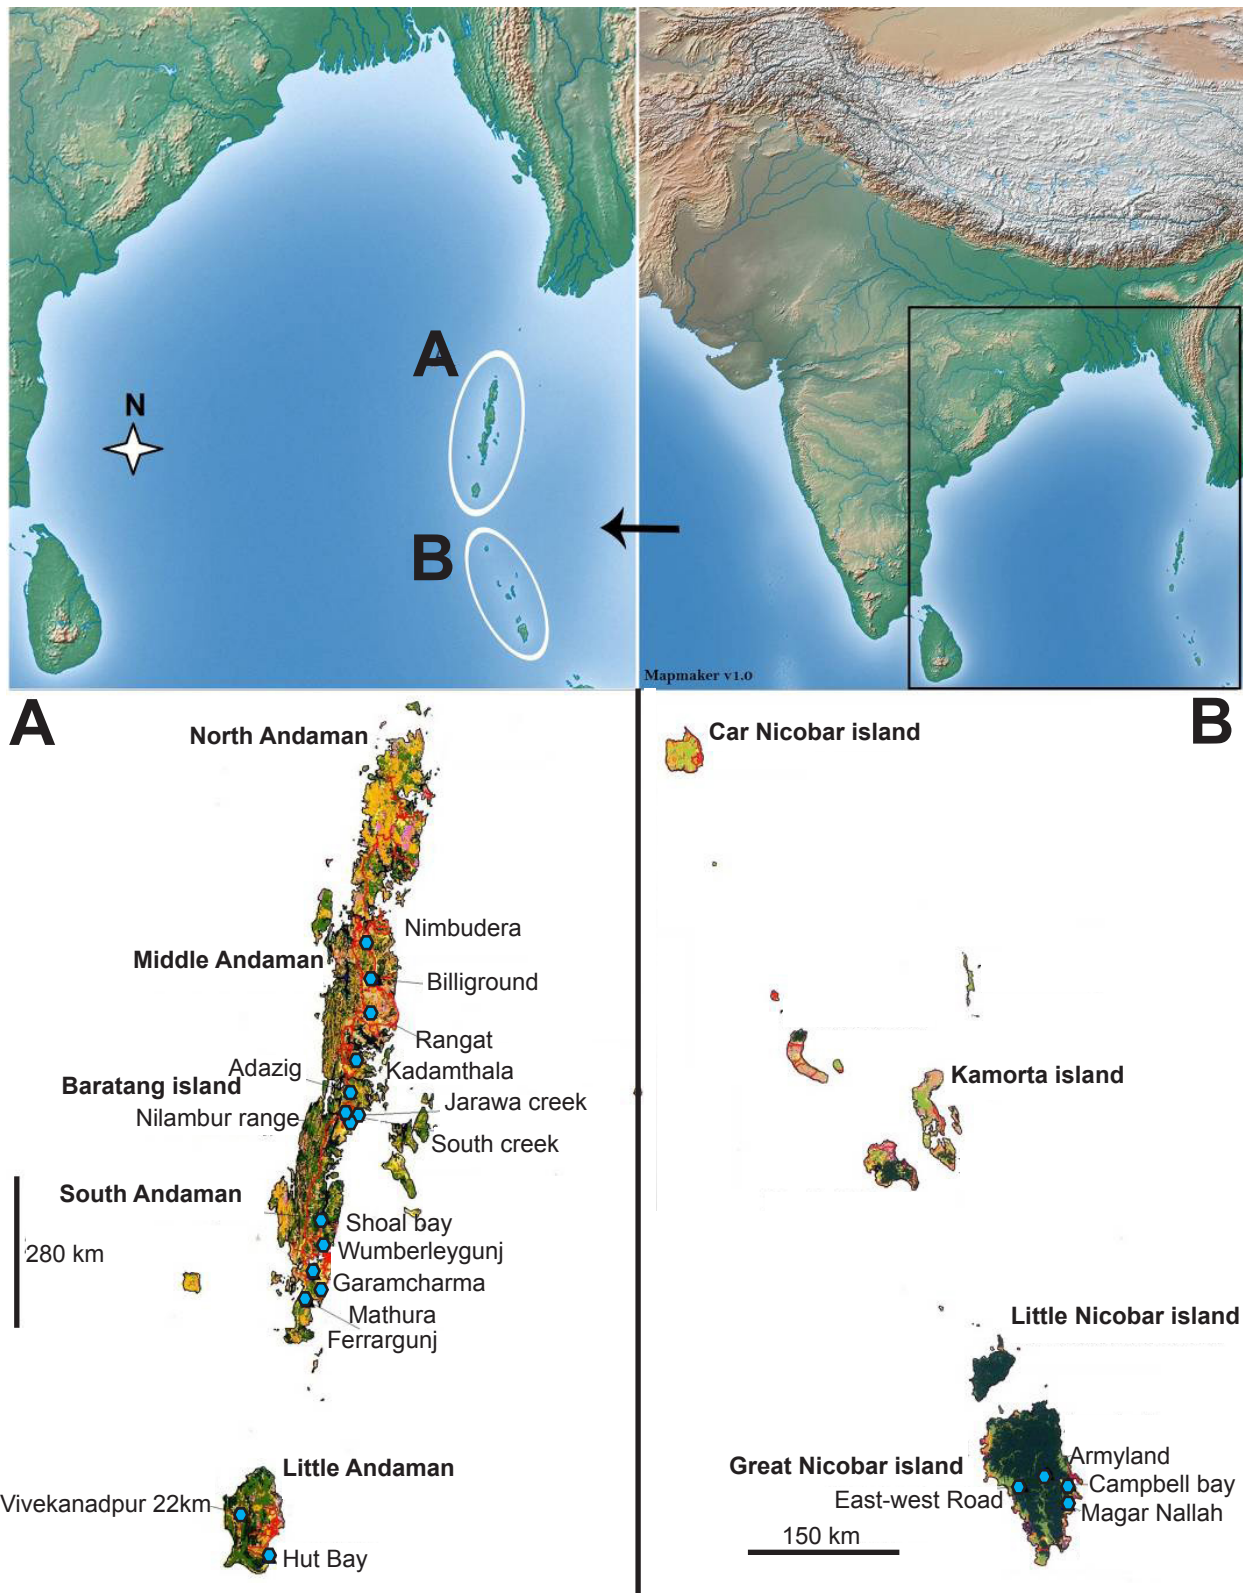 A
N
B
Mapmaker v1.0
A
North Andaman
Nimbudera
Middle Andaman
Billiground
Rangat
Adazig
Kadamthala
Baratang island
Jarawa creek
Nilambur range
South creek
South Andaman
Shoal bay
280 km
Wumberleygunj
Garamcharma
Mathura
Ferrargunj
Little Andaman
Vivekanadpur 22km
Hut Bay
B
Car Nicobar island
Kamorta island
Little Nicobar island
Armyland
Great Nicobar island
Campbell bay
East-west Road
Magar Nallah
150 km